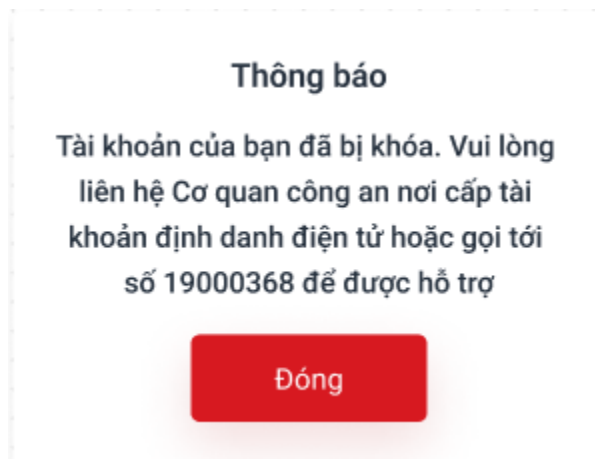 Thông báo
Tài khoản của bạn đã bị khóa. Vui lòng
liên hệ Cơ quan công an nơi cấp tài
khoản định danh điện tử hoặc gọi tới
số 19000368 để được hỗ trợ
Đóng